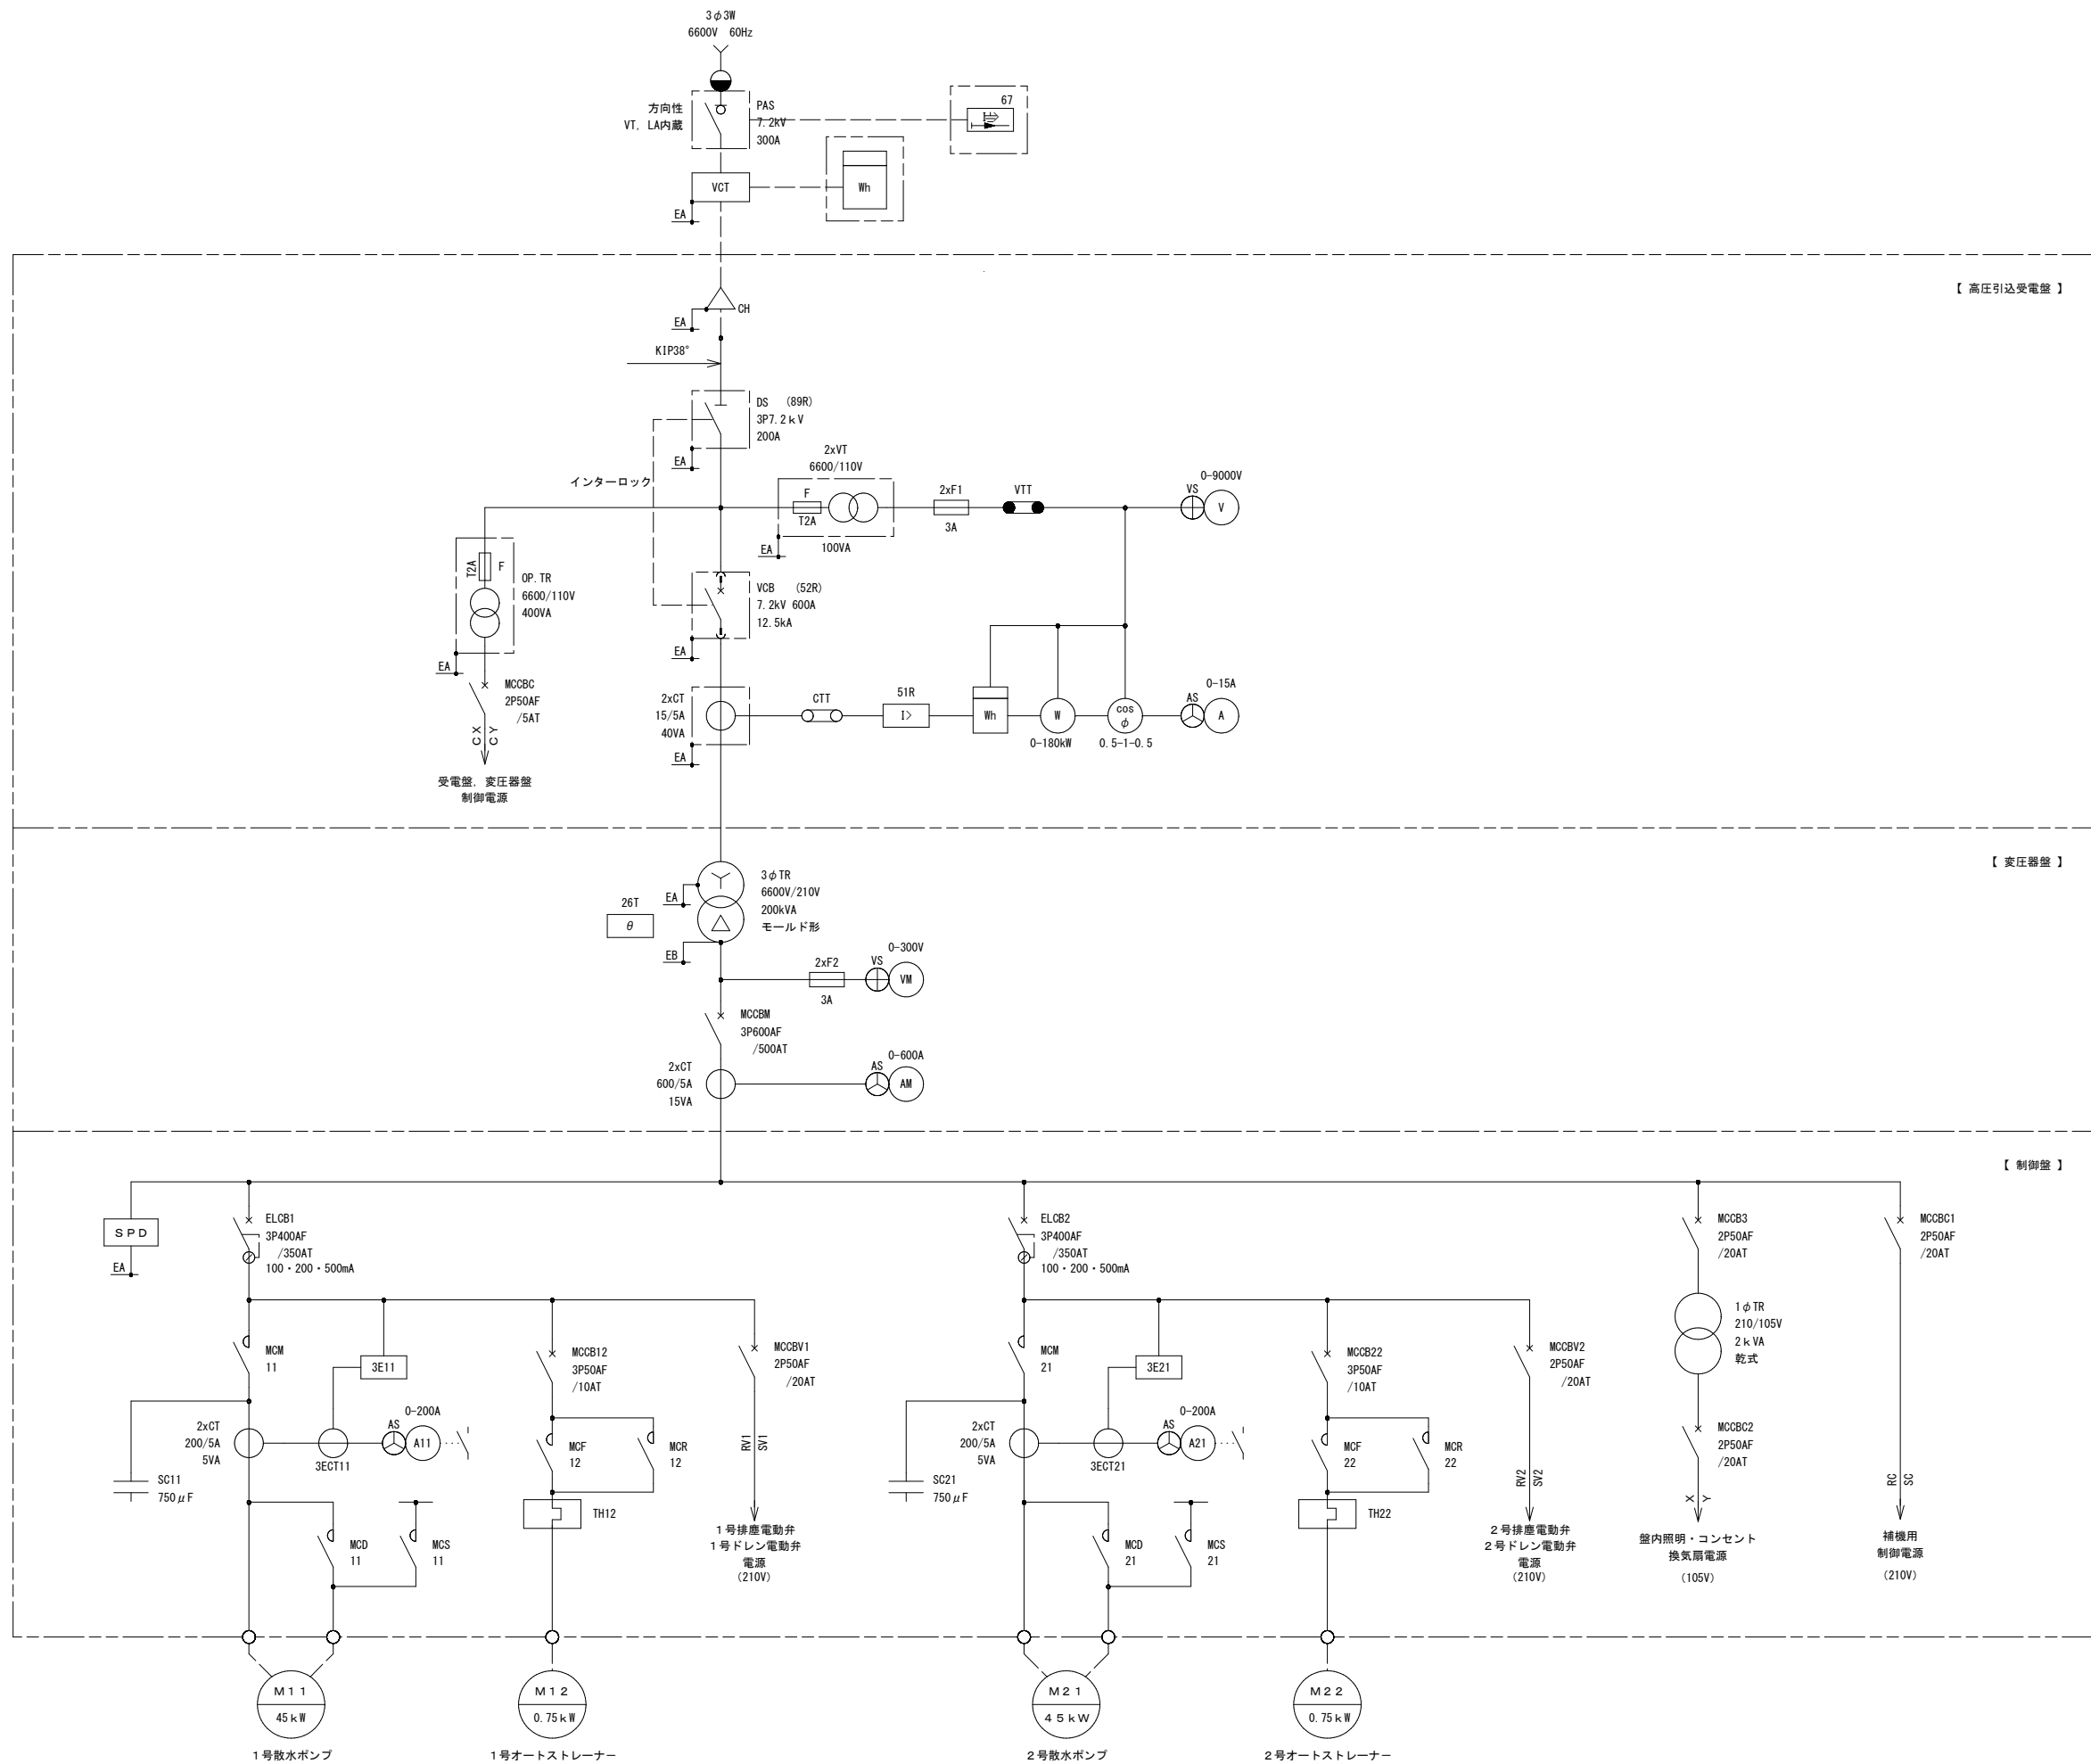 3φ3W
6600V 60Hz
方向性
VT, LA内蔵
PAS
7.2kV
300A
67
I
VCT
Wh
EA
【 高圧引込受電盤 】
CH
EA
KIP38°
DS (89R)
3P7.2kV
200A
EA
インターロック
2xVT
6600/110V
F
T2A
100VA
EA
2xF1
3A
VTT
VS
0-9000V
V
T2A
F
OP.TR
6600/110V
400VA
EA
VCB (52R)
7.2kV 600A
12.5kA
EA
MCCBC
2P50AF
/5AT
CX
CY
受電盤, 変圧器盤
制御電源
2xCT
15/5A
40VA
EA
CTT
51R
I>
Wh
W
0-180kW
cos
φ
0.5-1-0.5
AS
0-15A
A
【 変圧器盤 】
3φTR
6600V/210V
200kVA
モールド形
EA
26T
θ
EB
2xF2
3A
VS
0-300V
VM
MCCBM
3P600AF
/500AT
2xCT
600/5A
15VA
AS
0-600A
AM
【 制御盤 】
SPD
EA
ELCB1
3P400AF
/350AT
100・200・500mA
ELCB2
3P400AF
/350AT
100・200・500mA
MCCB3
2P50AF
/20AT
MCCBC1
2P50AF
/20AT
MCM
11
3E11
MCCB12
3P50AF
/10AT
MCCBV1
2P50AF
/20AT
MCM
21
3E21
MCCB22
3P50AF
/10AT
MCCBV2
2P50AF
/20AT
1φTR
210/105V
2kVA
乾式
2xCT
200/5A
5VA
3ECT11
AS
0-200A
A11
MCF
12
MCR
12
RV1
SV1
2xCT
200/5A
5VA
3ECT21
AS
0-200A
A21
MCF
22
MCR
22
RV2
SV2
MCCBC2
2P50AF
/20AT
RC
SC
SC11
750μF
TH12
SC21
750μF
TH22
X
Y
MCD
11
MCS
11
1号排塵電動弁
1号ドレン電動弁
電源
(210V)
MCD
21
MCS
21
2号排塵電動弁
2号ドレン電動弁
電源
(210V)
盤内照明・コンセント
換気扇電源
(105V)
補機用
制御電源
(210V)
M11
45kW
M12
0.75kW
M21
45kW
M22
0.75kW
1号散水ポンプ
1号オートストレーナー
2号散水ポンプ
2号オートストレーナー